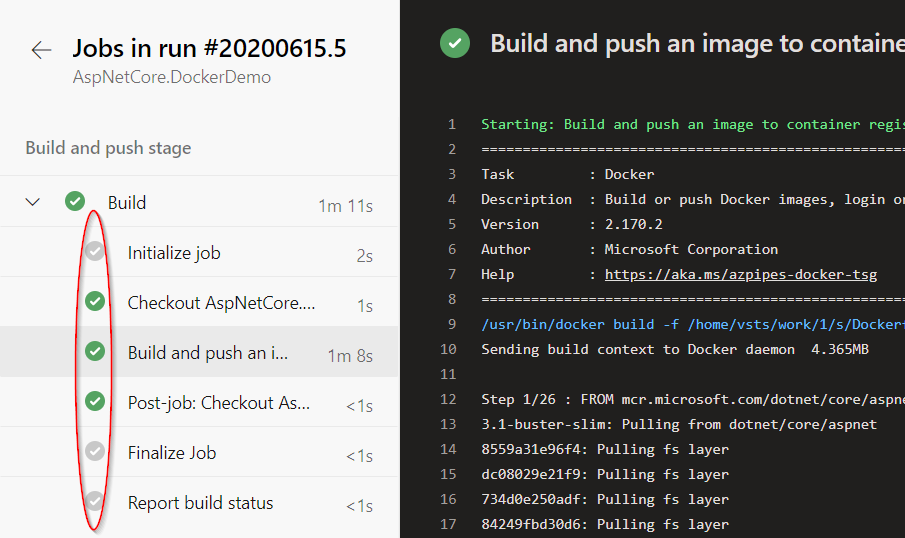 Jobs in run #20200615.5
AspNetCore.DockerDemo
Build and push stage
Build 1m 11s
Initialize job 2s
Checkout AspNetCore.... 1s
Build and push an i... 1m 8s
Post-job: Checkout As... <1s
Finalize Job <1s
Report build status <1s
Build and push an image to containe
1 Starting: Build and push an image to container regis
2 ==================================================
3 Task : Docker
4 Description : Build or push Docker images, login or
5 Version : 2.170.2
6 Author : Microsoft Corporation
7 Help : https://aka.ms/azpipes-docker-tsg
8 ==================================================
9 /usr/bin/docker build -f /home/vsts/work/1/s/Dockerf
10 Sending build context to Docker daemon 4.365MB
11
12 Step 1/26 : FROM mcr.microsoft.com/dotnet/core/aspne
13 3.1-buster-slim: Pulling from dotnet/core/aspnet
14 8559a31e96f4: Pulling fs layer
15 dc08029e21f9: Pulling fs layer
16 734d0e250adf: Pulling fs layer
17 84249fbd30d6: Pulling fs layer